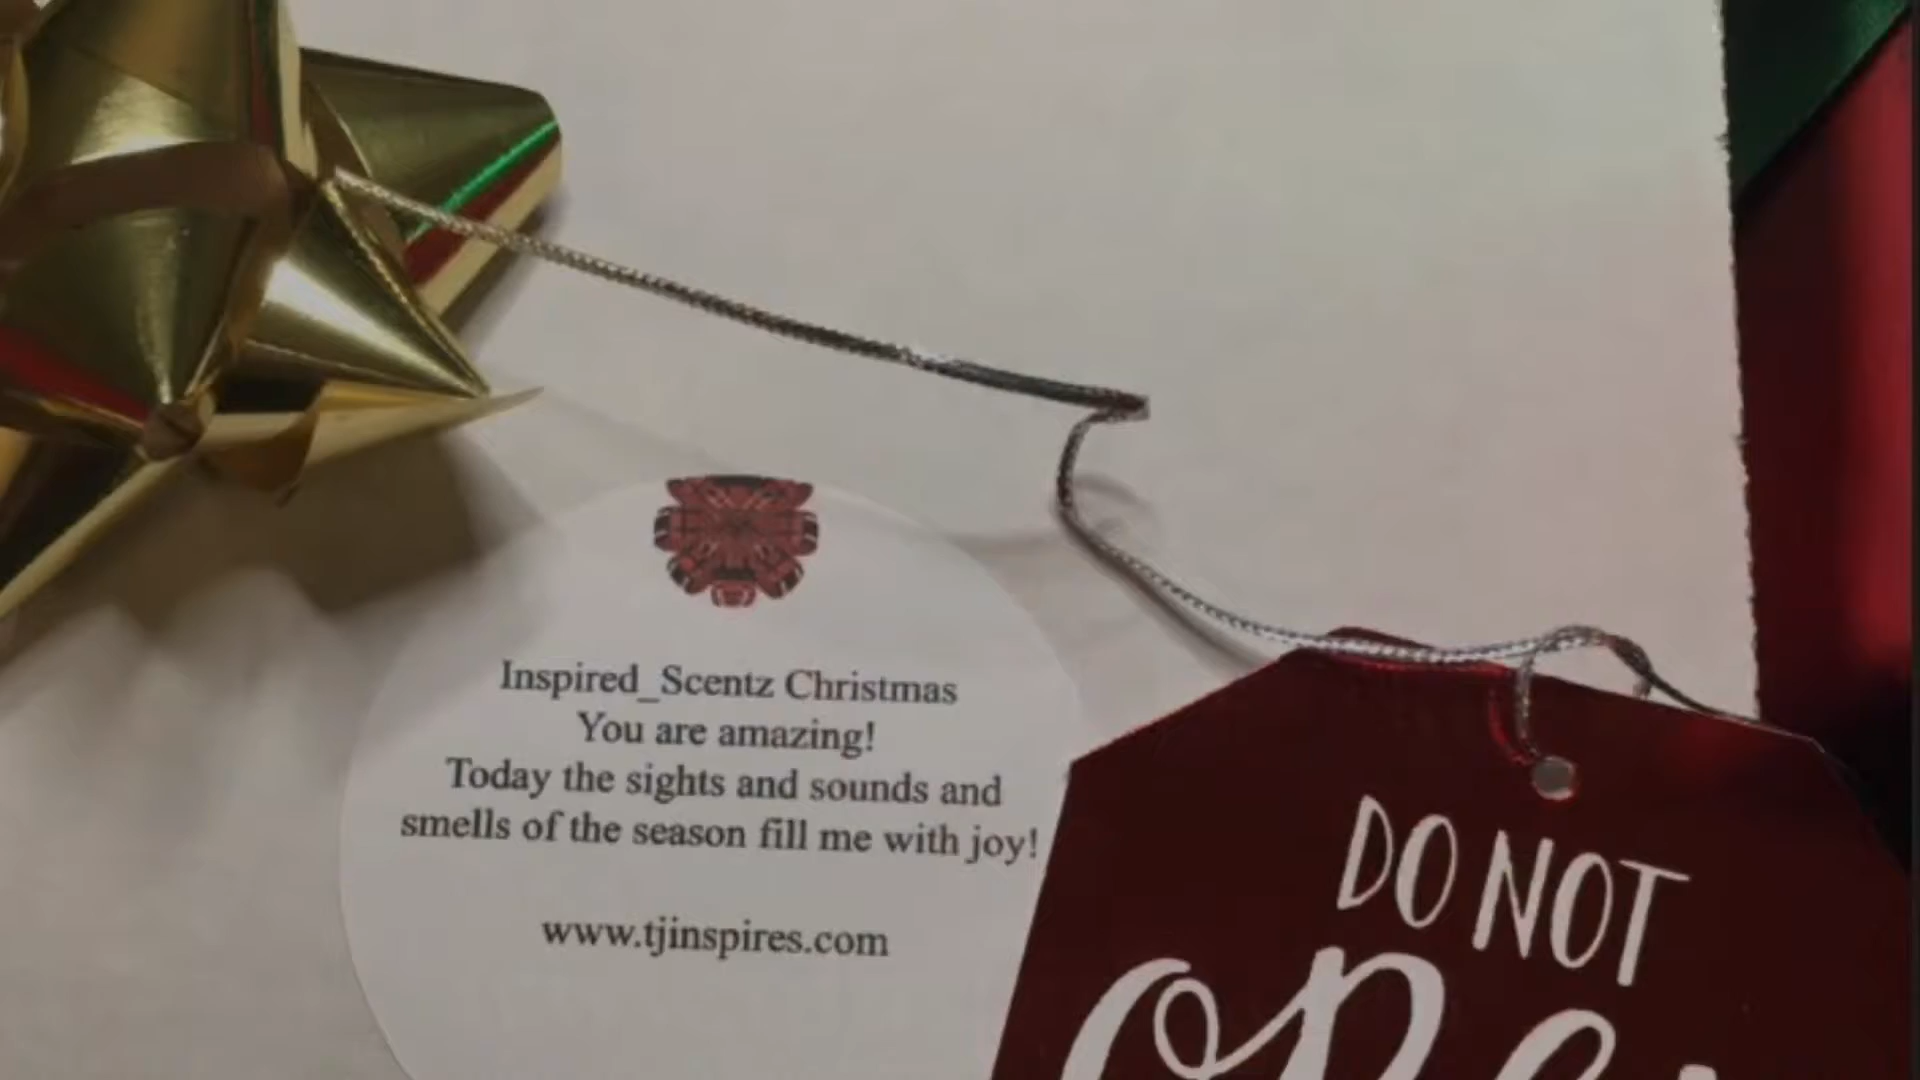 Inspired_Scentz Christmas
You are amazing!
Today the sights and sounds and
smells of the season fill me with joy!
www.tjinspires.com
DO NOT